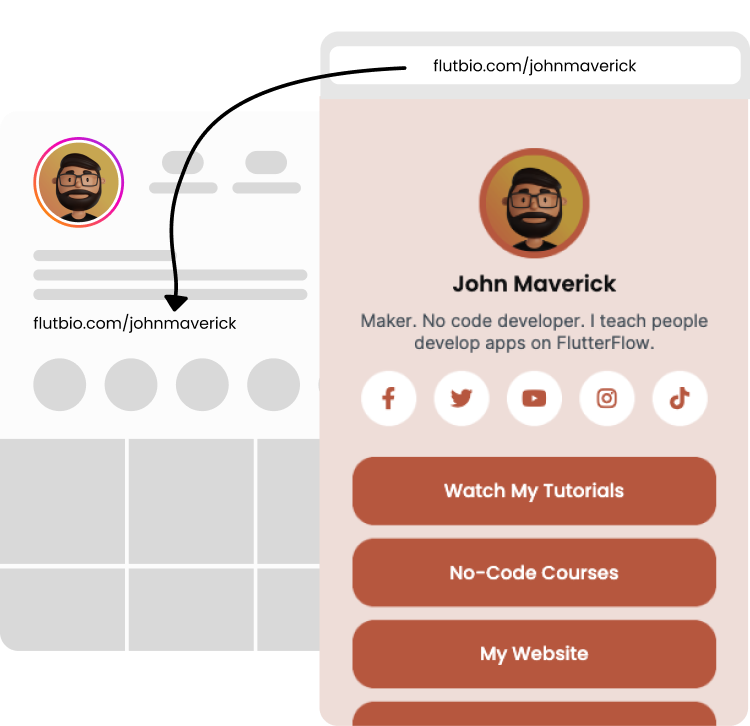 flutbio.com/johnmaverick
flutbio.com/johnmaverick
John Maverick
Maker. No code developer. I teach people
develop apps on FlutterFlow.
Watch My Tutorials
No-Code Courses
My Website